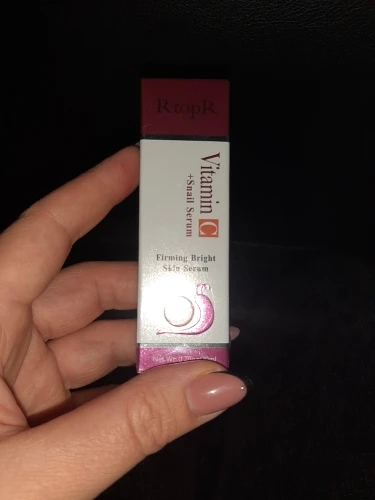 RtopR
Vitamin C
+Snail Serum
Firming Bright
Skin Serum